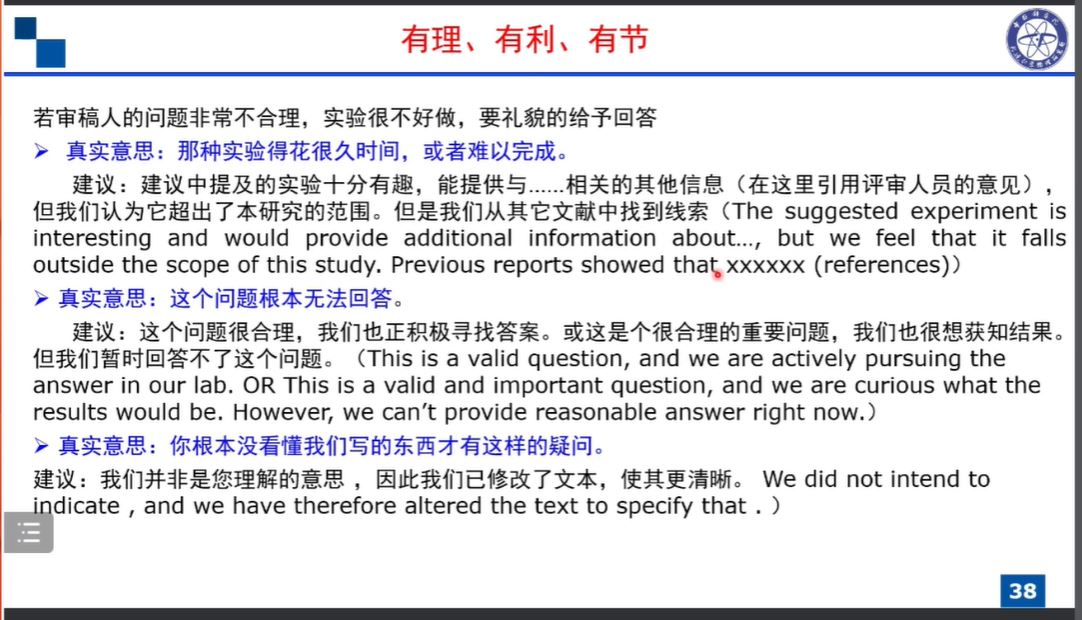 有理、有利、有节
若审稿人的问题非常不合理，实验很不好做，要礼貌的给予回答
➢ 真实意思：那种实验得花很久时间，或者难以完成。
建议：建议中提及的实验十分有趣，能提供与……相关的其他信息（在这里引用评审人员的意见），
但我们认为它超出了本研究的范围。但是我们从其它文献中找到线索（The suggested experiment is
interesting and would provide additional information about…, but we feel that it falls
outside the scope of this study. Previous reports showed that xxxxxx (references)）
➢ 真实意思：这个问题根本无法回答。
建议：这个问题很合理，我们也正积极寻找答案。或这是个很合理的重要问题，我们也很想获知结果。
但我们暂时回答不了这个问题。（This is a valid question, and we are actively pursuing the
answer in our lab. OR This is a valid and important question, and we are curious what the
results would be. However, we can’t provide reasonable answer right now.）
➢ 真实意思：你根本没看懂我们写的东西才有这样的疑问。
建议：我们并非是您理解的意思 ，因此我们已修改了文本，使其更清晰。 We did not intend to
indicate , and we have therefore altered the text to specify that . ）
38